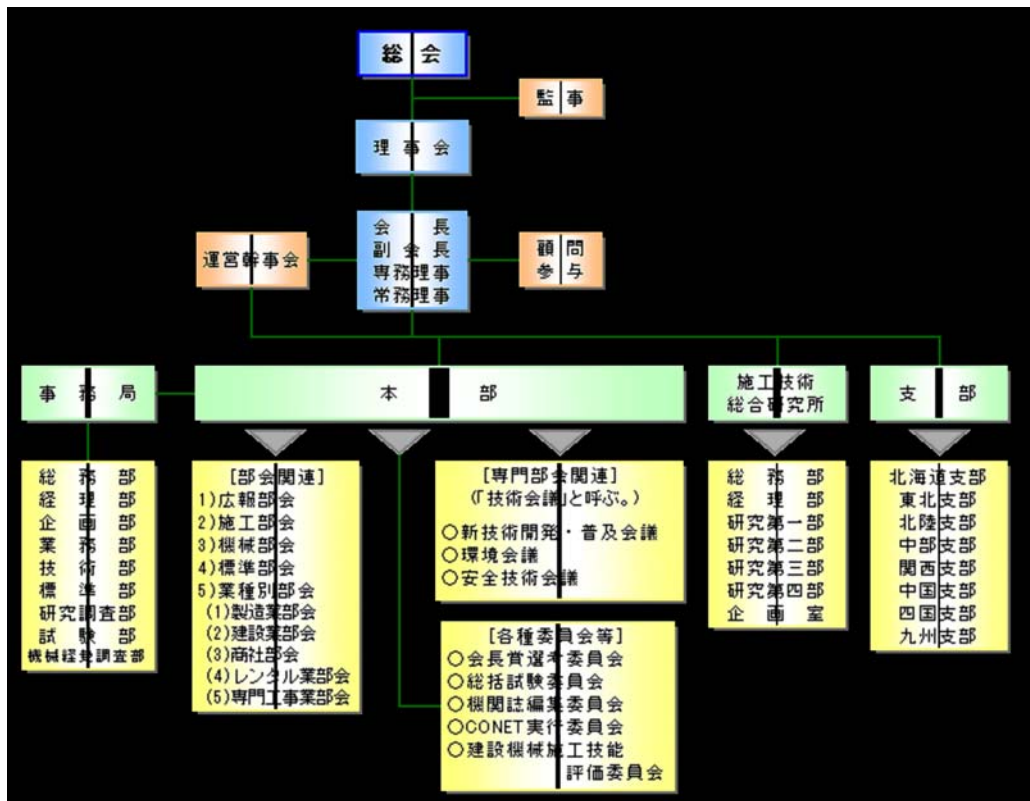 総会
監事
理事会
会長
副会長
専務理事
常務理事
運営幹事会
顧問
参与
事務局
本部
施工技術
総合研究所
支部
総務部
経理部
企画部
業務部
技術部
標準部
研究調査部
試験部
機械経費調査部
[部会関連]
1)広報部会
2)施工部会
3)機械部会
4)標準部会
5)業種別部会
(1)製造業部会
(2)建設業部会
(3)商社部会
(4)レンタル業部会
(5)専門工事業部会
[専門部会関連]
(「技術会議」と呼ぶ。)
○新技術開発・普及会議
○環境会議
○安全技術会議
[各種委員会等]
○会長賞選考委員会
○総括試験委員会
○機関誌編集委員会
○CONET実行委員会
○建設機械施工技能
評価委員会
総務部
経理部
研究第一部
研究第二部
研究第三部
研究第四部
企画室
北海道支部
東北支部
北陸支部
中部支部
関西支部
中国支部
四国支部
九州支部